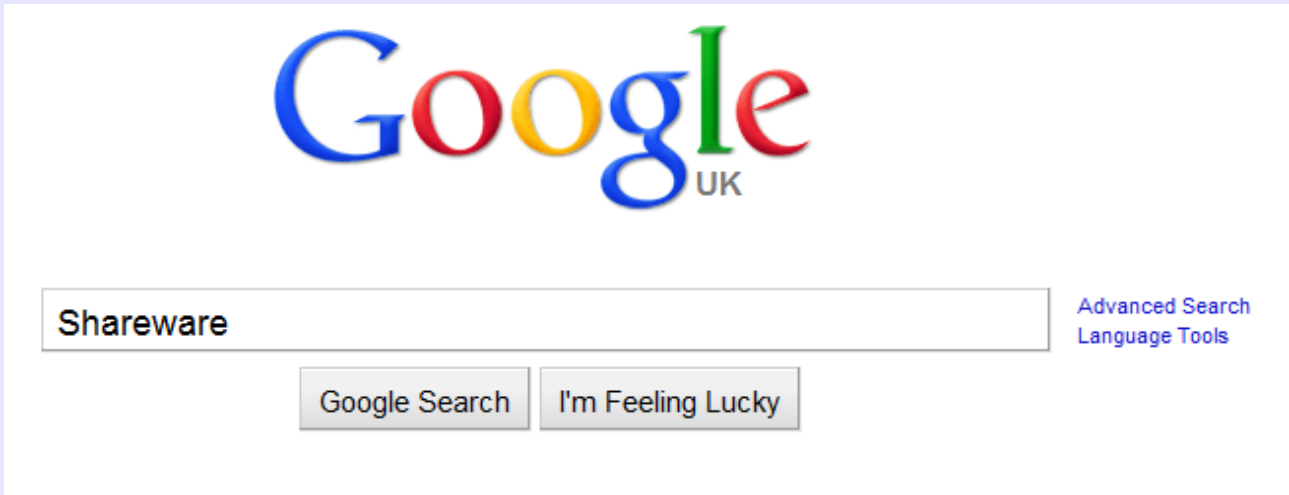 Google
UK
Shareware
Advanced Search
Language Tools
Google Search
I'm Feeling Lucky